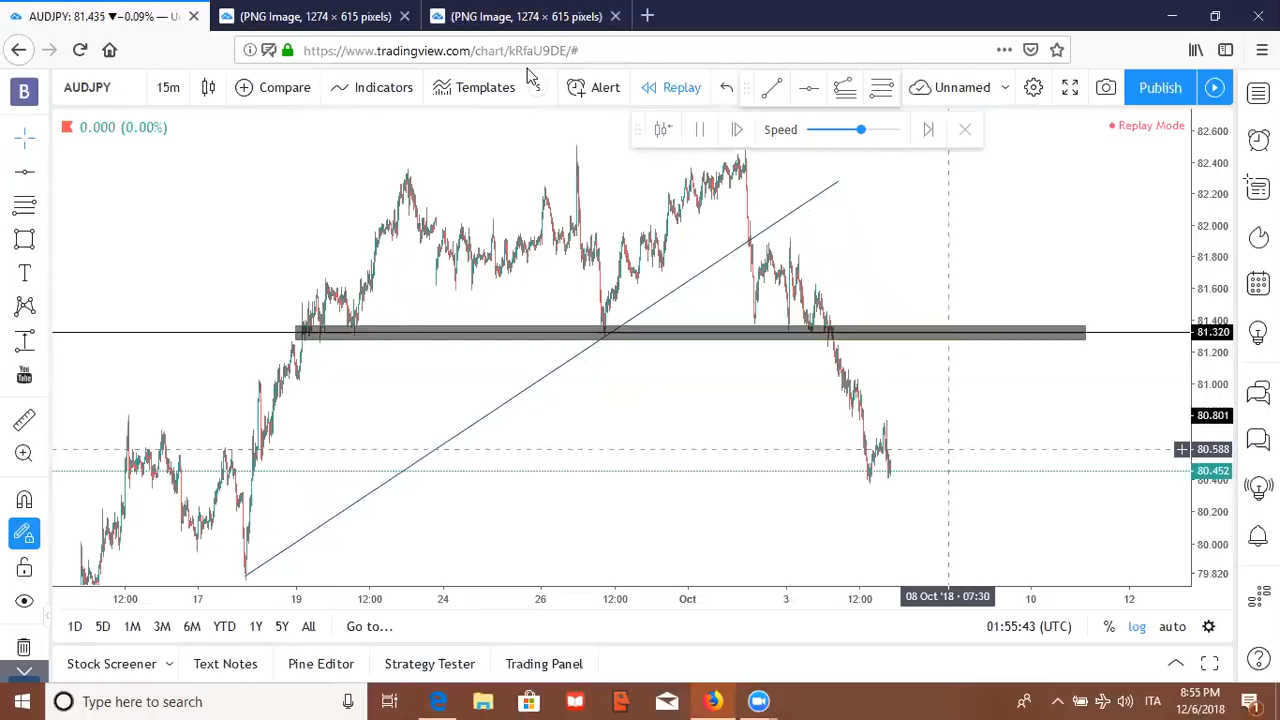 AUDJPY: 81.435 ▼−0.09% — Un
(PNG Image, 1274 × 615 pixels)
(PNG Image, 1274 × 615 pixels)
https://www.tradingview.com/chart/kRfaU9DE/#
B
AUDJPY
15m
Compare
Indicators
Templates
Alert
Replay
Unnamed
Publish
0.000 (0.00%)
Speed
Replay Mode
82.600
82.400
82.200
82.000
81.800
81.600
81.400
81.320
81.200
81.000
80.801
80.588
80.452
80.400
80.200
80.000
79.820
12:00
17
19
12:00
24
26
12:00
Oct
3
12:00
08 Oct '18 · 07:30
10
12
You
Tube
1D
5D
1M
3M
6M
YTD
1Y
5Y
All
Go to...
01:55:43 (UTC)
%
log
auto
Stock Screener
Text Notes
Pine Editor
Strategy Tester
Trading Panel
Type here to search
ITA
8:55 PM
12/6/2018